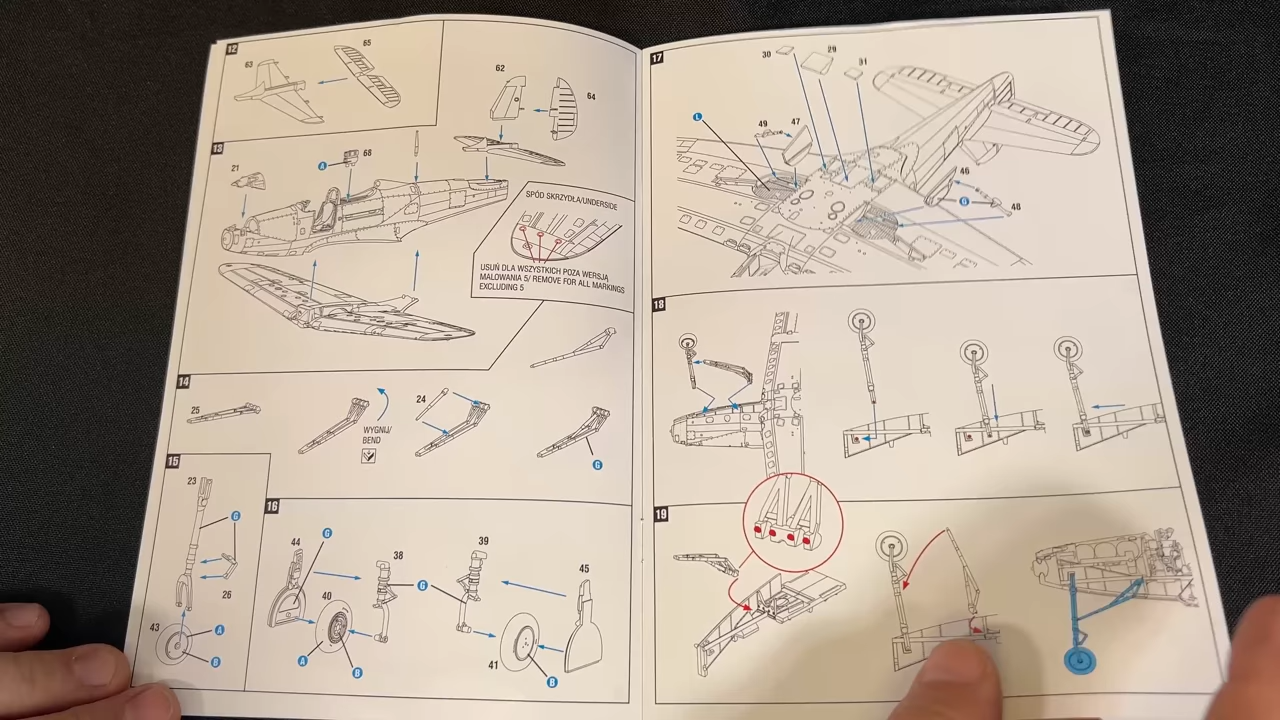 12
63
65
62
64
13
21
A
66
SPÓD SKRZYDŁA/UNDERSIDE
USUŃ DLA WSZYSTKICH POZA WERSJĄ
MALOWANIA 5/ REMOVE FOR ALL MARKINGS
EXCLUDING 5
14
25
WYGNIJ/
BEND
24
G
15
23
G
26
43
A
B
16
44
G
38
40
A
B
G
39
45
41
B
17
30
29
31
L
49
47
46
G
48
18
19